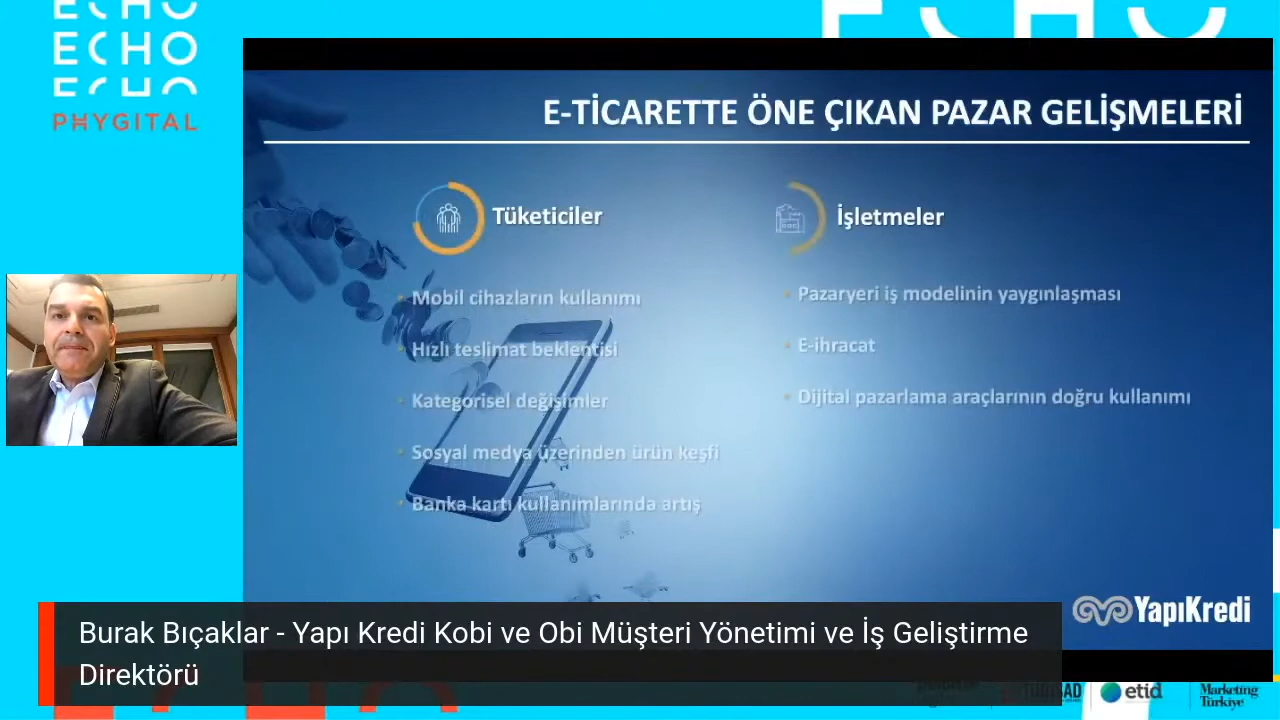 ECHO
ECHO
ECHO
PHYGITAL
ECHO
E-TİCARETTE ÖNE ÇIKAN PAZAR GELİŞMELERİ
Tüketiciler
Mobil cihazların kullanımı
Hızlı teslimat beklentisi
Kategorisel değişimler
Sosyal medya üzerinden ürün keşfi
Banka kartı kullanımlarında artış
İşletmeler
Pazaryeri iş modelinin yaygınlaşması
E-ihracat
Dijital pazarlama araçlarının doğru kullanımı
YapıKredi
Burak Bıçaklar - Yapı Kredi Kobi ve Obi Müşteri Yönetimi ve İş Geliştirme
Direktörü
etid
Marketing
Türkiye